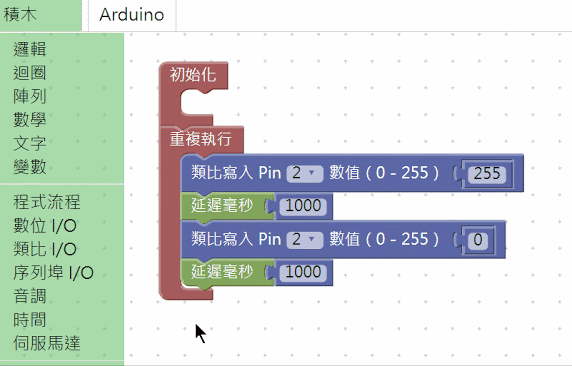 積木 Arduino
邏輯
迴圈
陣列
數學
文字
變數
程式流程
數位 I/O
類比 I/O
序列埠 I/O
音調
時間
伺服馬達
初始化
重複執行
類比寫入 Pin 2 數值 ( 0 - 255 ) 255
延遲毫秒 1000
類比寫入 Pin 2 數值 ( 0 - 255 ) 0
延遲毫秒 1000